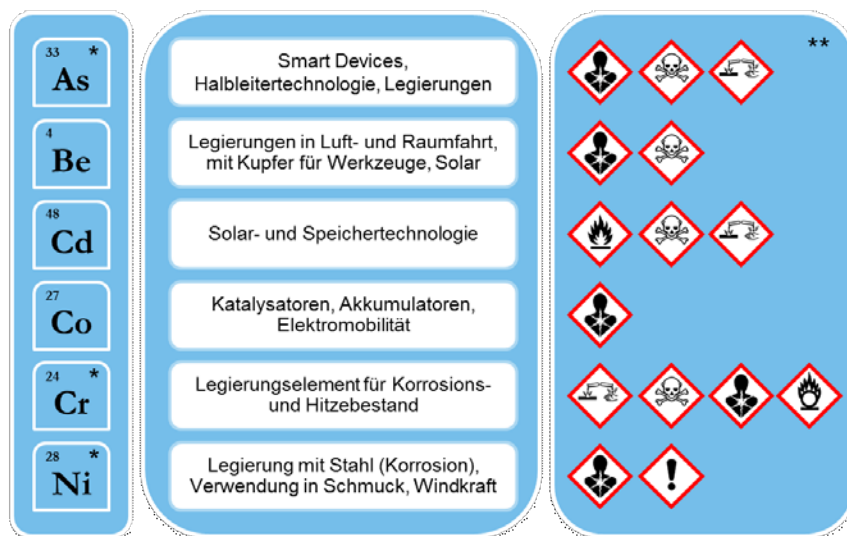 33 *
As
Smart Devices,
Halbleitertechnologie, Legierungen
**
4
Be
Legierungen in Luft- und Raumfahrt,
mit Kupfer für Werkzeuge, Solar
48
Cd
Solar- und Speichertechnologie
27
Co
Katalysatoren, Akkumulatoren,
Elektromobilität
24 *
Cr
Legierungselement für Korrosions-
und Hitzebestand
28 *
Ni
Legierung mit Stahl (Korrosion),
Verwendung in Schmuck, Windkraft
!